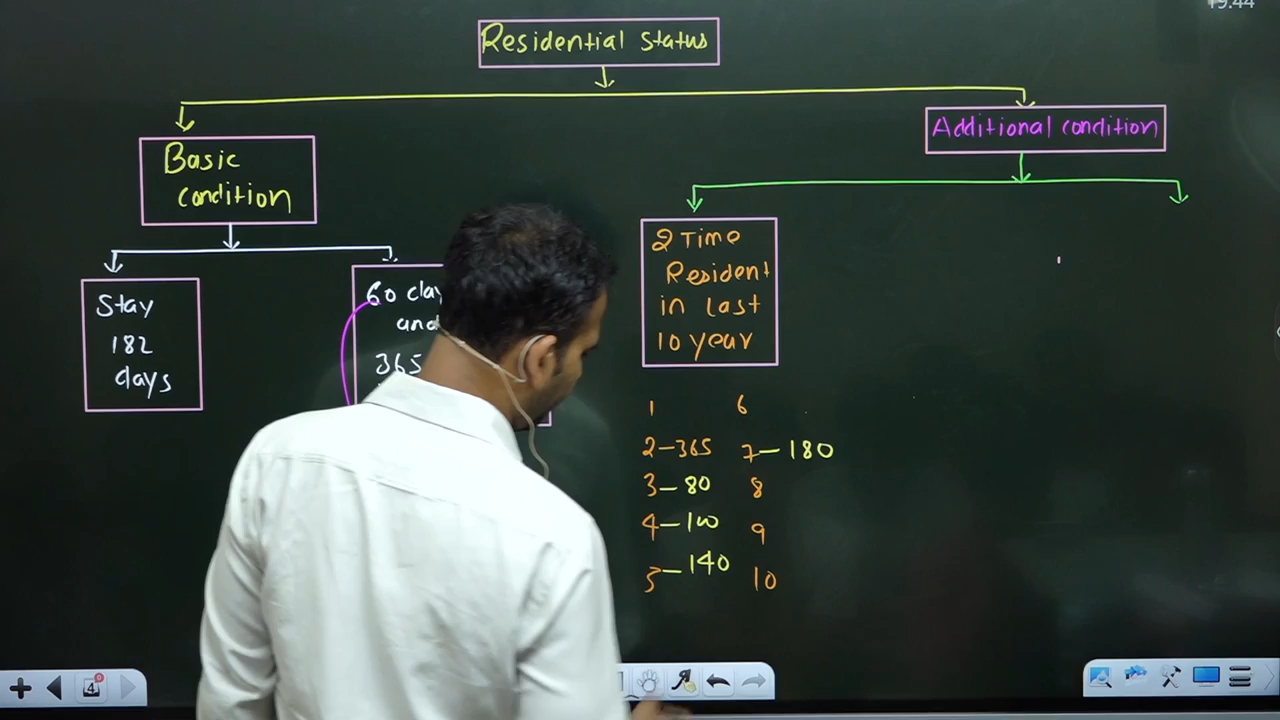 Residential status
Basic
condition
Additional condition
Stay
182
days
60
and
365
2 Time
Resident
in last
10 year
1
2-365
3-80
4-100
5-140
6
7-180
8
9
10
4